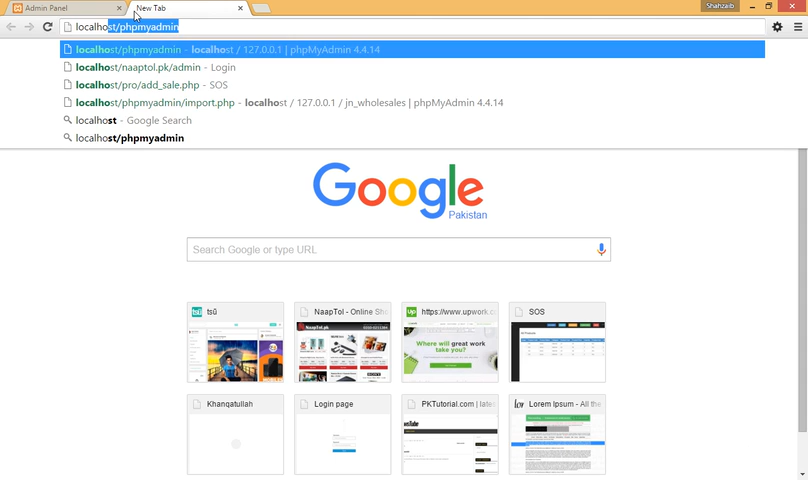 Admin Panel
New Tab
Shahzaib
localhost/phpmyadmin
localhost/phpmyadmin - localhost / 127.0.0.1 | phpMyAdmin 4.4.14
localhost/naaptol.pk/admin - Login
localhost/pro/add_sale.php - SOS
localhost/phpmyadmin/import.php - localhost / 127.0.0.1 / jn_wholesales | phpMyAdmin 4.4.14
localhost - Google Search
localhost/phpmyadmin
Google
Pakistan
Search Google or type URL
tsū
NaapTol - Online Sho
https://www.upwork.c
SOS
NaapTol.pk
Where will great work
take you?
Khanqatullah
Login page
PKTutorial.com | lates
Lorem Ipsum - All the